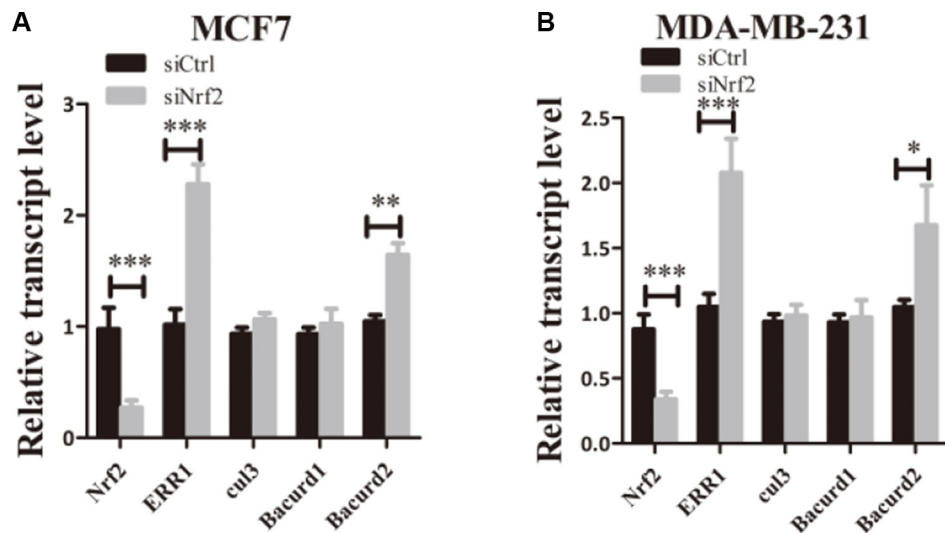 A
MCF7
siCtrl
siNrf2
Relative transcript level
3
2
1
0
***
***
**
Nrf2
ERR1
cul3
Bacurd1
Bacurd2
B
MDA-MB-231
siCtrl
siNrf2
Relative transcript level
2.5
2.0
1.5
1.0
0.5
0.0
***
***
*
Nrf2
ERR1
cul3
Bacurd1
Bacurd2